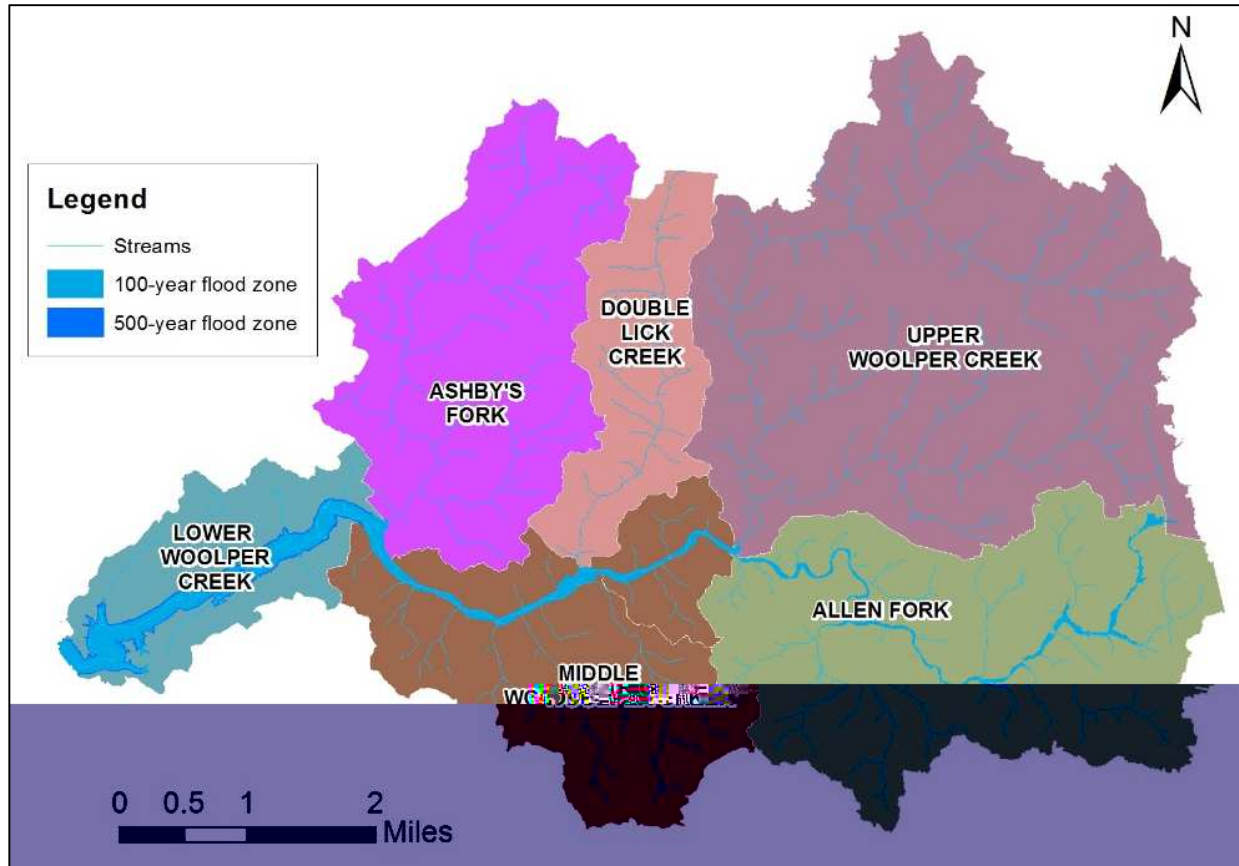 N
Legend
Streams
100-year flood zone
500-year flood zone
DOUBLE
LICK
CREEK
UPPER
WOOLPER CREEK
ASHBY'S
FORK
LOWER
WOOLPER
CREEK
ALLEN FORK
MIDDLE
0 0.5 1 2
Miles